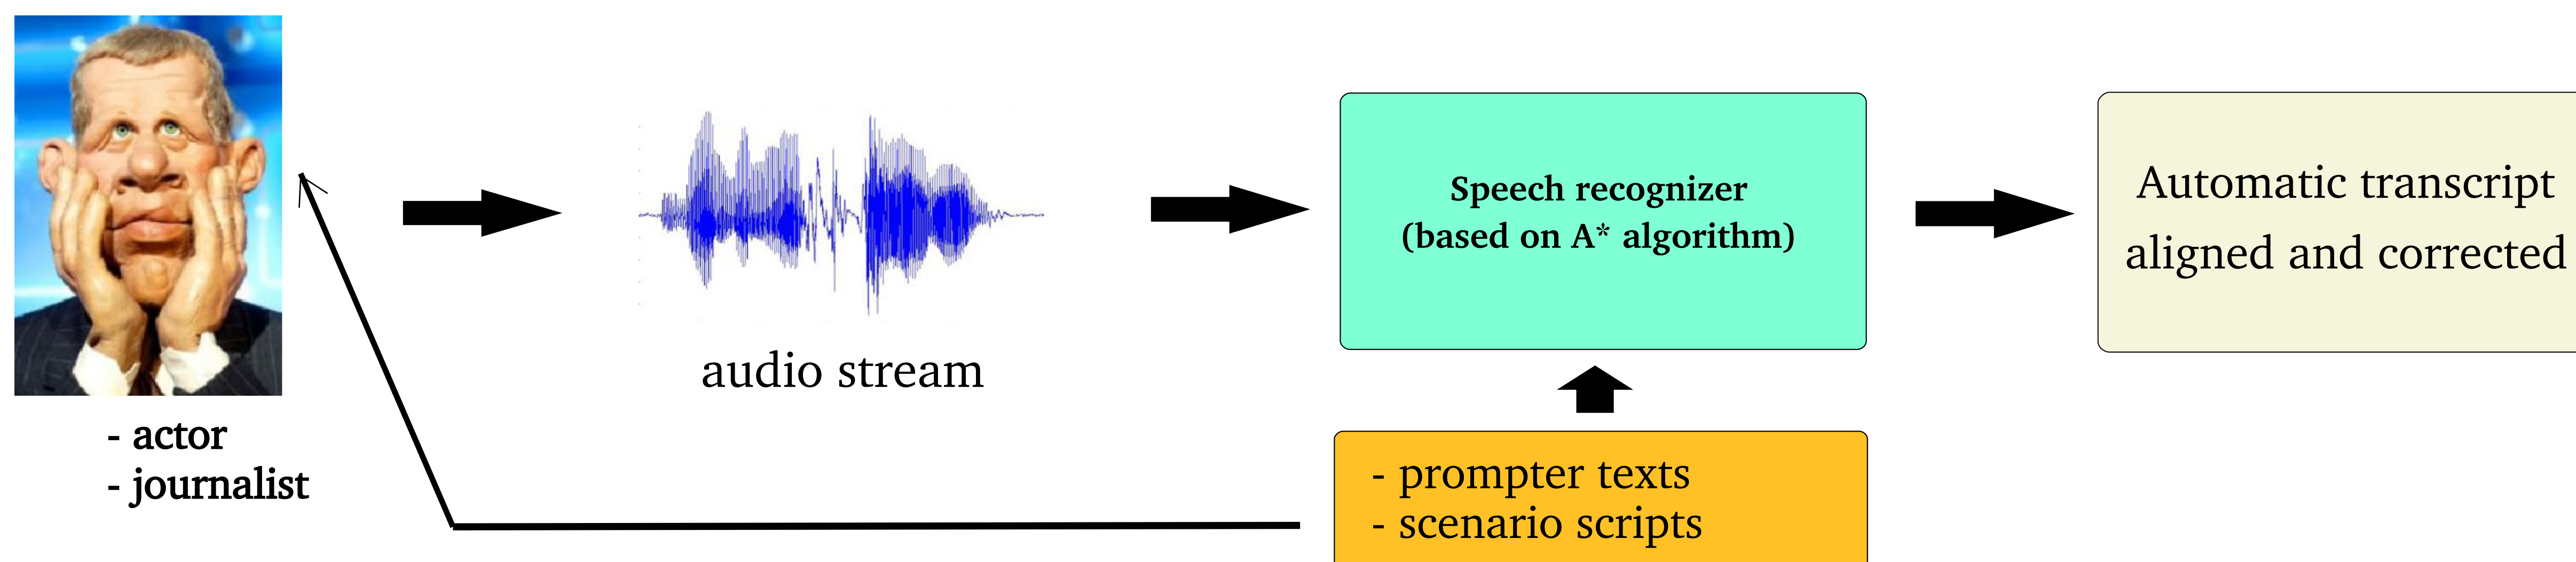 - actor
- journalist
audio stream
Speech recognizer
(based on A* algorithm)
- prompter texts
- scenario scripts
Automatic transcript
aligned and corrected